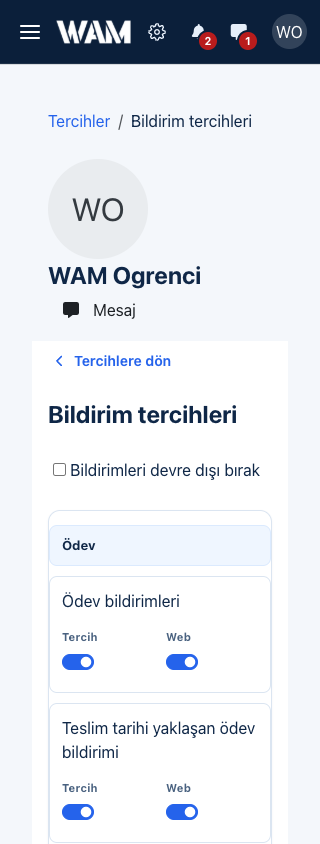 WAM
2
1
WO
Tercihler / Bildirim tercihleri
WO
WAM Ogrenci
Mesaj
Tercihlere dön
Bildirim tercihleri
Bildirimleri devre dışı bırak
Ödev
Ödev bildirimleri
Tercih Web
Teslim tarihi yaklaşan ödev
bildirimi
Tercih Web